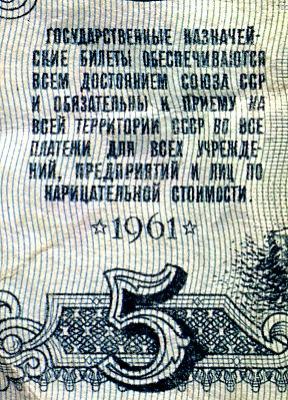 ГОСУДАРСТВЕННЫЕ КАЗНАЧЕЙ-
СКИЕ БИЛЕТЫ ОБЕСПЕЧИВАЮТСЯ
ВСЕМ ДОСТОЯНИЕМ СОЮЗА ССР
И ОБЯЗАТЕЛЬНЫ К ПРИЕМУ НА
ВСЕЙ ТЕРРИТОРИИ СССР ВО ВСЕ
ПЛАТЕЖИ ДЛЯ ВСЕХ УЧРЕЖДЕ-
НИЙ, ПРЕДПРИЯТИЙ И ЛИЦ ПО
НАРИЦАТЕЛЬНОЙ СТОИМОСТИ.
☆1961☆
5